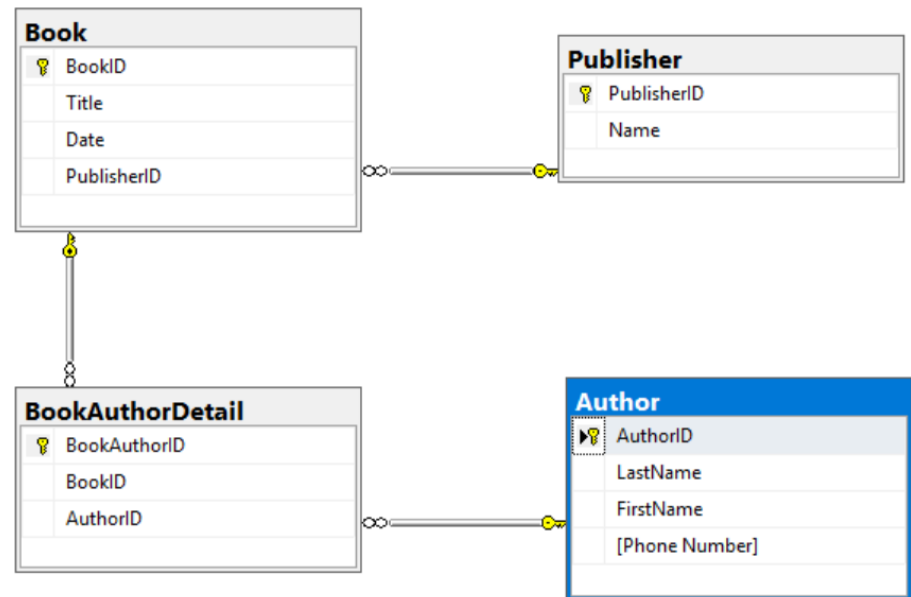 Book
BookID
Title
Date
PublisherID
Publisher
PublisherID
Name
BookAuthorDetail
BookAuthorID
BookID
AuthorID
Author
AuthorID
LastName
FirstName
[Phone Number]